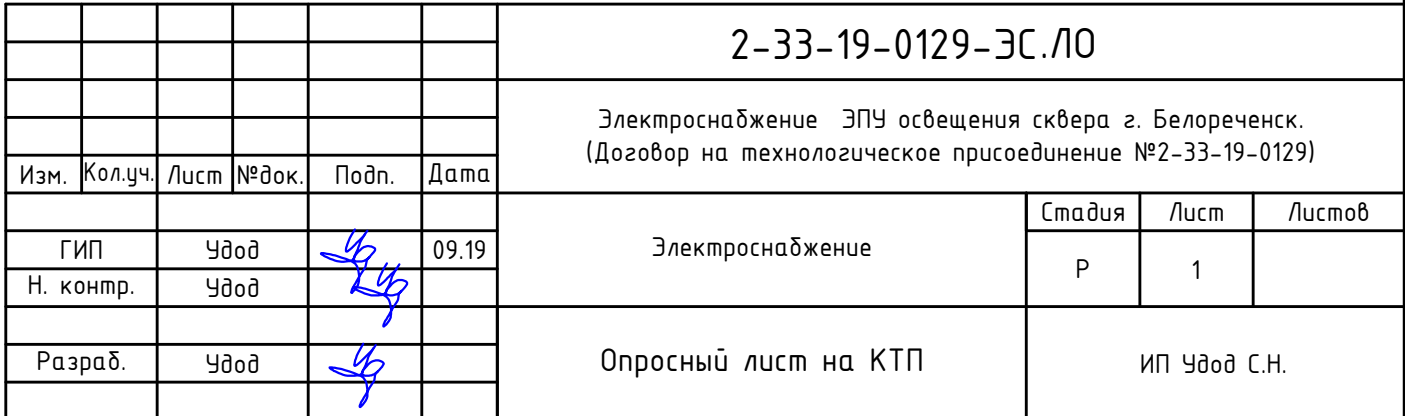 2-33-19-0129-ЭС.ЛО
Электроснабжение ЭПУ освещения сквера г. Белореченск.
(Договор на технологическое присоединение №2-33-19-0129)
Изм. Кол.уч. Лист №док. Подп. Дата
Стадия Лист Листов
ГИП Удод 09.19
Электроснабжение
Р 1
Н. контр. Удод
Разраб. Удод
Опросный лист на КТП
ИП Удод С.Н.